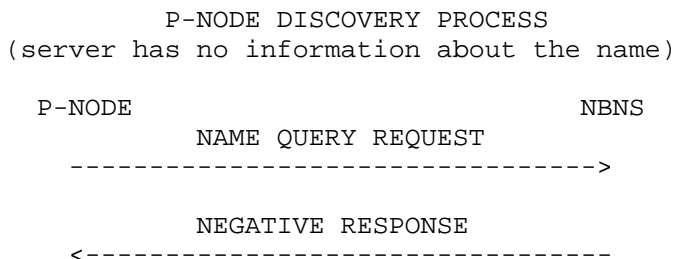 P-NODE DISCOVERY PROCESS
(server has no information about the name)
P-NODE NBNS
NAME QUERY REQUEST
--------------------------------->
NEGATIVE RESPONSE
<----------------------------------